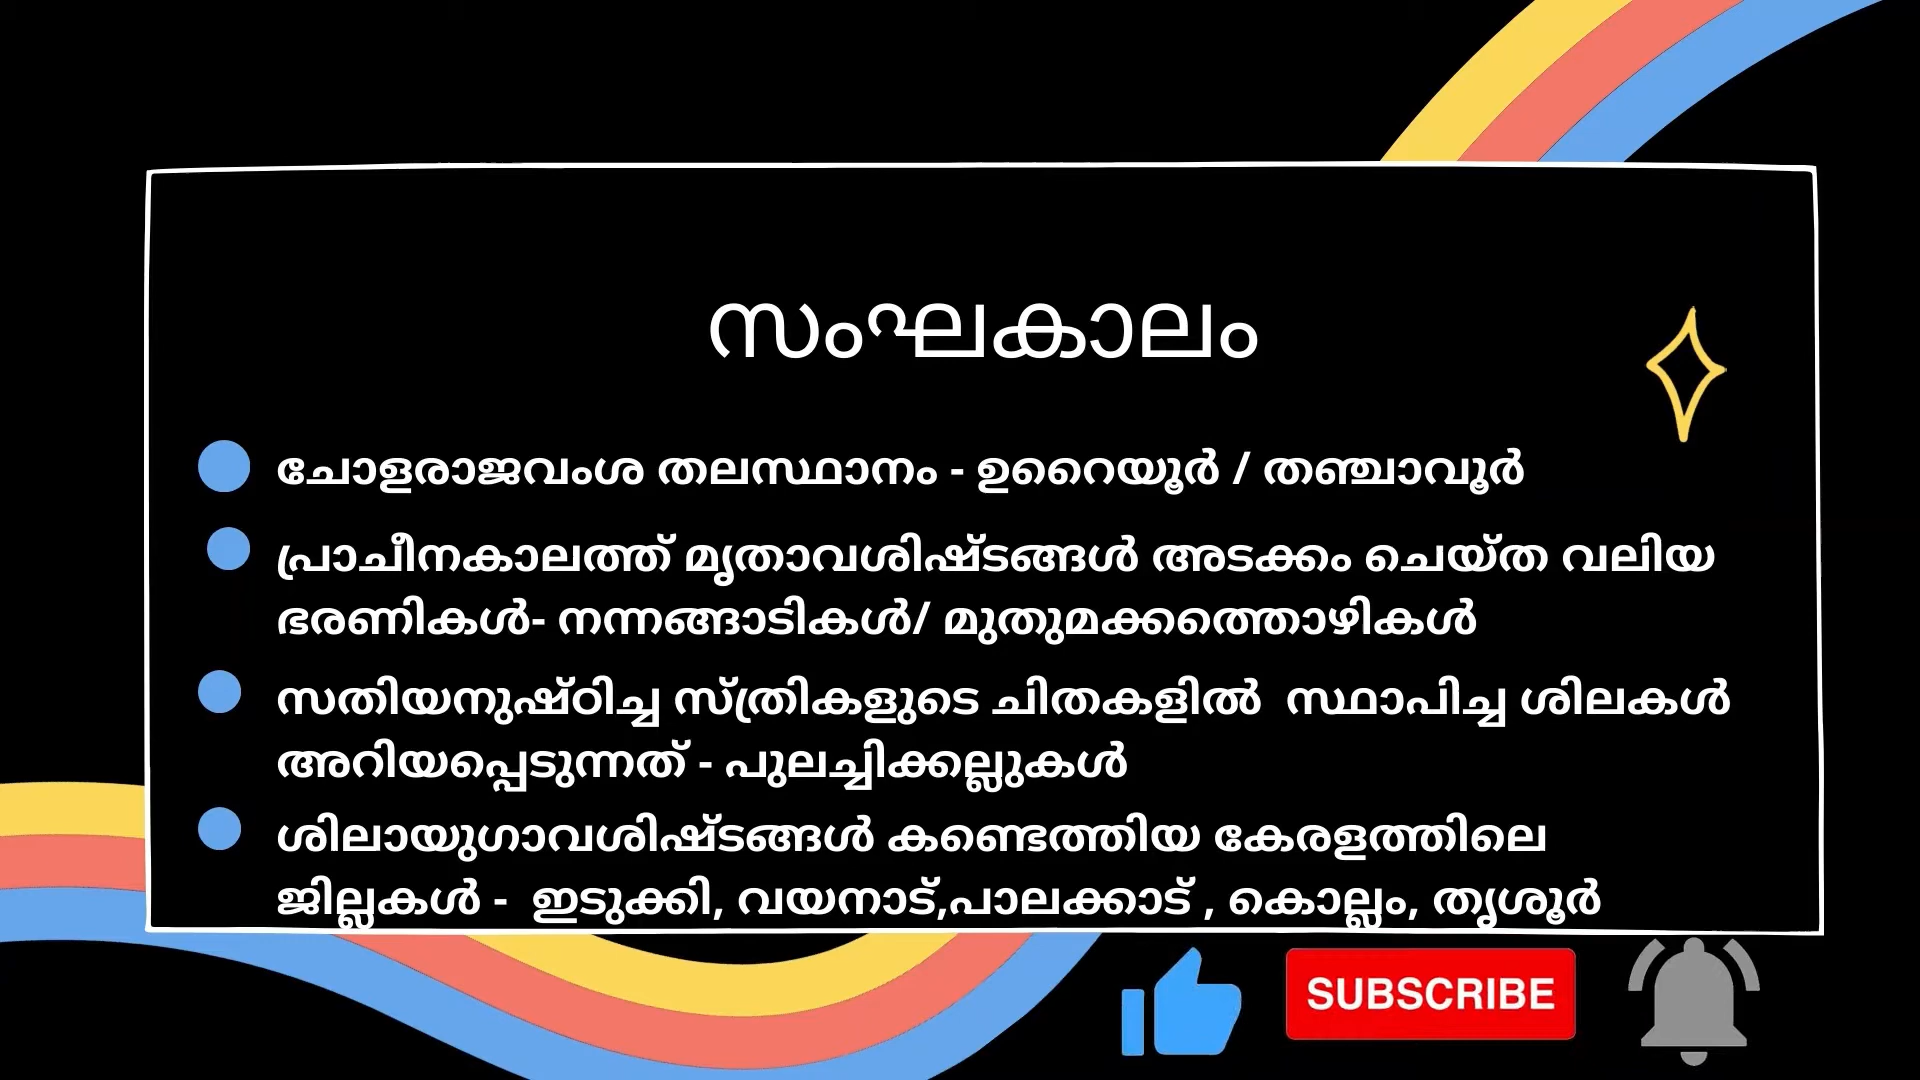 സംഘകാലം
ചോളരാജവംശ തലസ്ഥാനം - ഉറൈയൂർ / തഞ്ചാവൂർ
പ്രാചീനകാലത്ത് മൃതാവശിഷ്ടങ്ങൾ അടക്കം ചെയ്ത വലിയ
ഭരണികൾ- നന്നങ്ങാടികൾ/ മുതുമക്കത്തൊഴികൾ
സതിയനുഷ്ഠിച്ച സ്ത്രികളുടെ ചിതകളിൽ  സ്ഥാപിച്ച ശിലകൾ
അറിയപ്പെടുന്നത് - പുലച്ചിക്കല്ലുകൾ
ശിലായുഗാവശിഷ്ടങ്ങൾ കണ്ടെത്തിയ കേരളത്തിലെ
ജില്ലകൾ -  ഇടുക്കി, വയനാട്,പാലക്കാട് , കൊല്ലം, തൃശൂർ
SUBSCRIBE